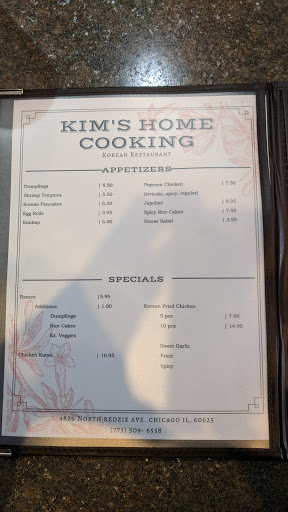 KIM'S HOME
COOKING
KOREAN RESTAURANT
APPETIZERS
Dumplings | 5.50
Shrimp Tempura | 5.50
Korean Pancakes | 6.50
Egg Rolls | 3.95
Kimbap | 6.00
Popcorn Chicken | 7.50
(teriyaki, spicy, regular)
Japchae | 8.95
Spicy Rice Cakes | 7.95
House Salad | 3.95
SPECIALS
Ramen | 5.95
Additions | 1.00
Dumplings
Rice Cakes
Ex. Veggies
Chicken Katsu | 10.95
Korean Fried Chicken
5 pcs | 7.95
10 pcs | 14.95
Sweet Garlic
Fried
Spicy
4829 NORTH KEDZIE AVE. CHICAGO IL, 60625
(773) 509- 6538